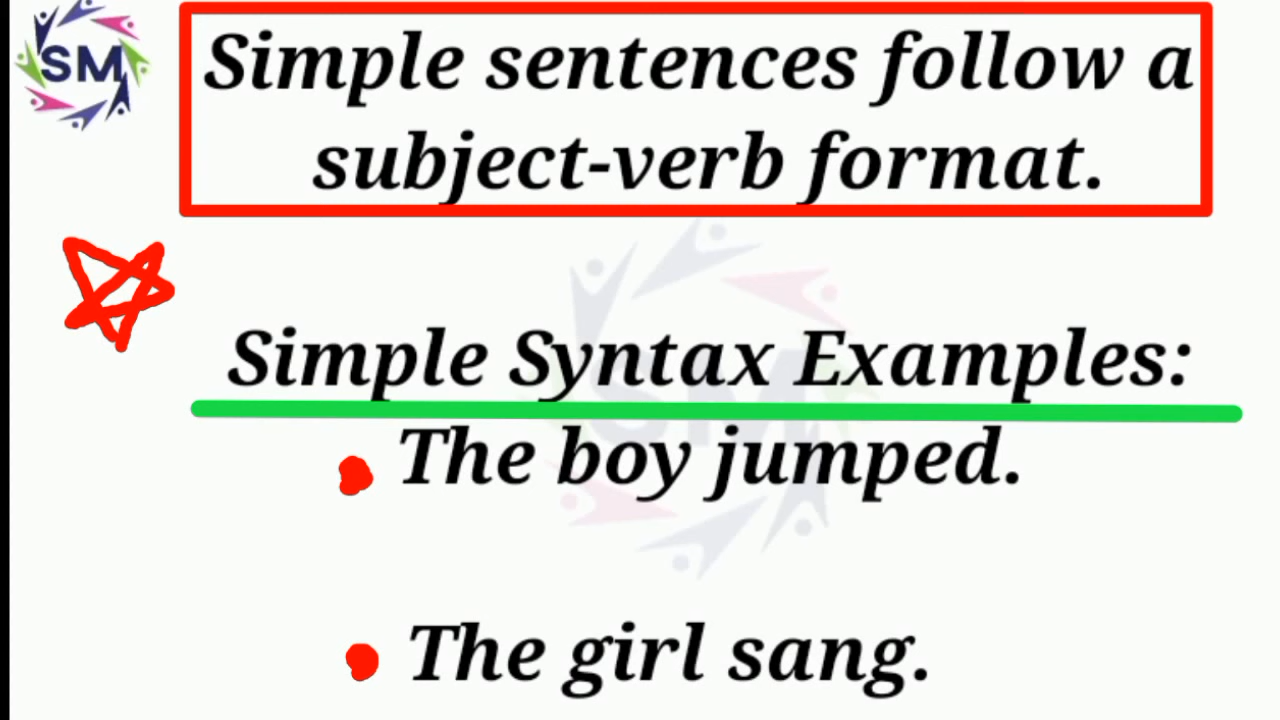 SM
Simple sentences follow a
subject-verb format.
Simple Syntax Examples:
The boy jumped.
The girl sang.